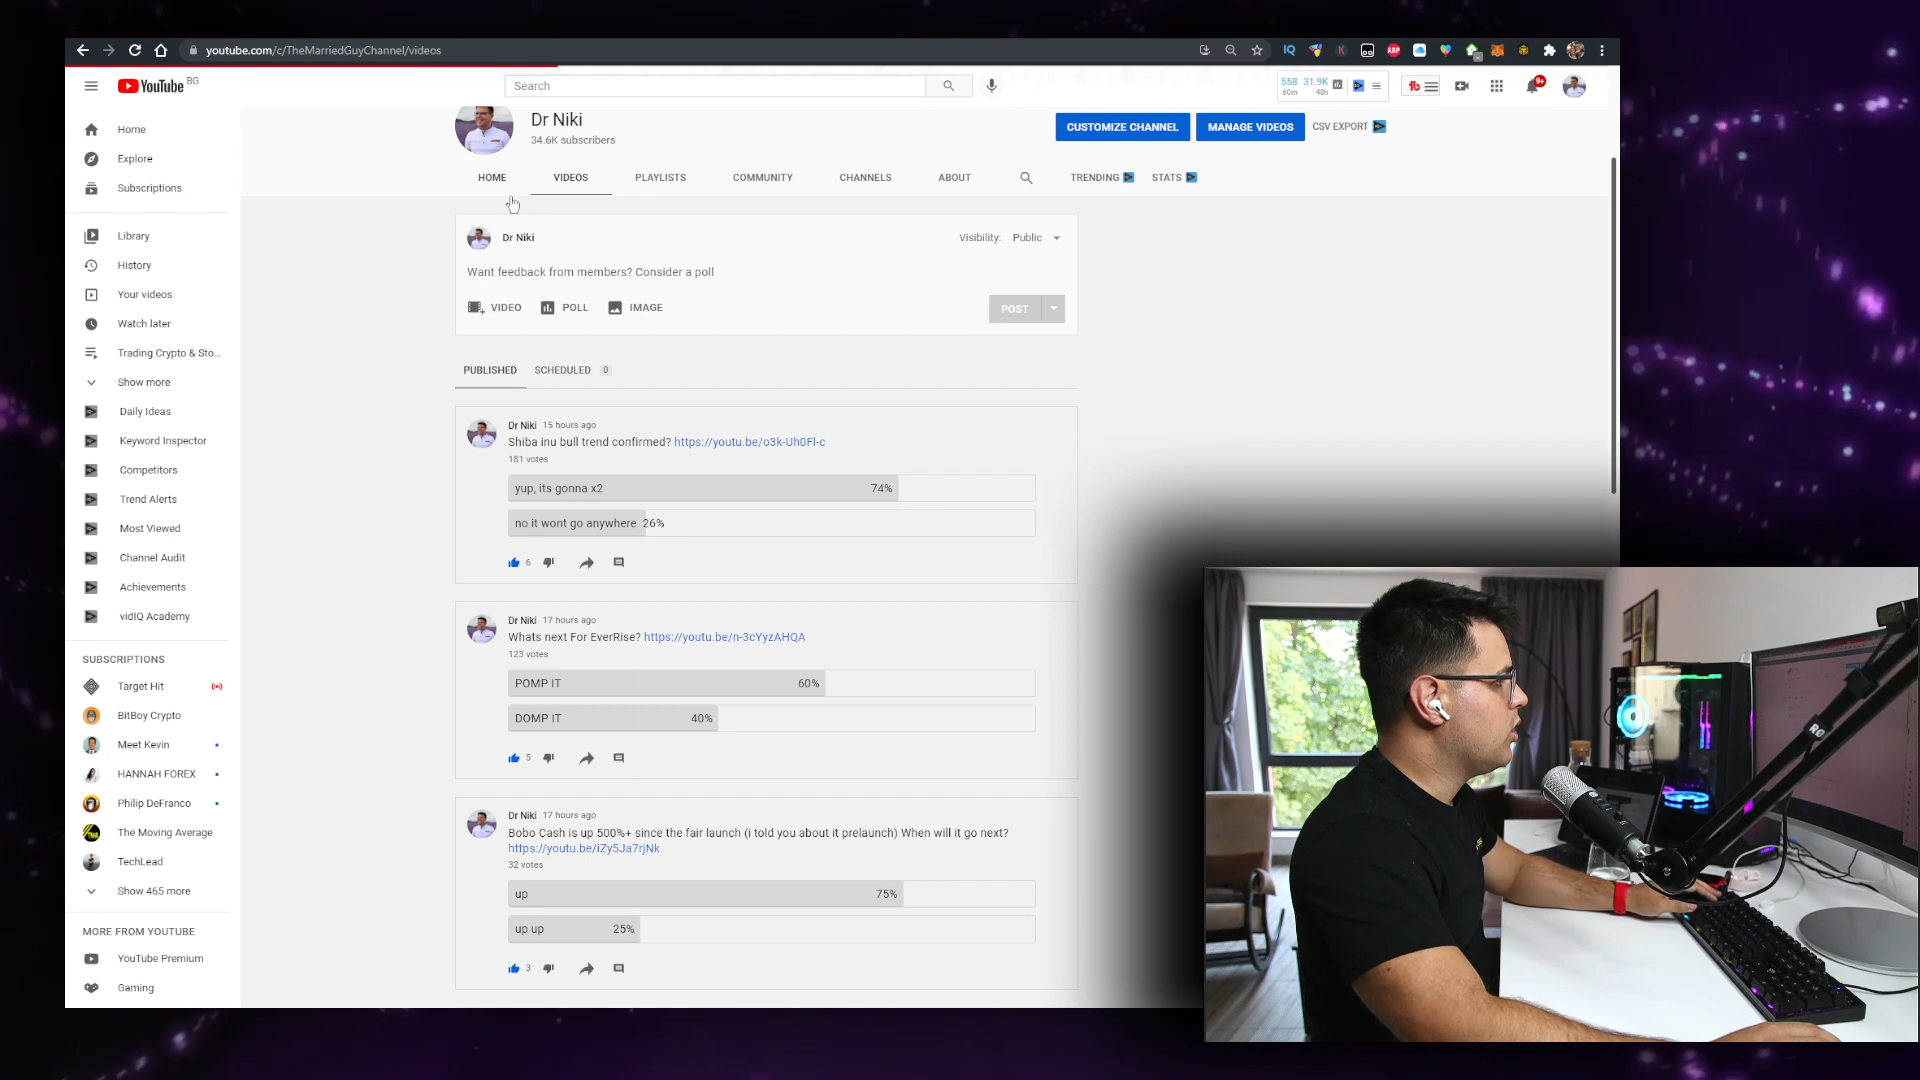 youtube.com/c/TheMarriedGuyChannel/videos
YouTube BG
Search
558 31.9K
60m 48h
9+
Home
Explore
Subscriptions
Library
History
Your videos
Watch later
Trading Crypto & Sto...
Show more
Daily Ideas
Keyword Inspector
Competitors
Trend Alerts
Most Viewed
Channel Audit
Achievements
vidIQ Academy
SUBSCRIPTIONS
Target Hit
BitBoy Crypto
Meet Kevin
HANNAH FOREX
Philip DeFranco
The Moving Average
TechLead
Show 465 more
MORE FROM YOUTUBE
YouTube Premium
Gaming
Dr Niki
34.6K subscribers
CUSTOMIZE CHANNEL MANAGE VIDEOS CSV EXPORT
HOME VIDEOS PLAYLISTS COMMUNITY CHANNELS ABOUT TRENDING STATS
Dr Niki Visibility: Public
Want feedback from members? Consider a poll
VIDEO POLL IMAGE POST
PUBLISHED SCHEDULED 0
Dr Niki 15 hours ago
Shiba inu bull trend confirmed? https://youtu.be/o3k-Uh0Fl-c
181 votes
yup, its gonna x2 74%
no it wont go anywhere 26%
6
Dr Niki 17 hours ago
Whats next For EverRise? https://youtu.be/n-3cYyzAHQA
123 votes
POMP IT 60%
DOMP IT 40%
5
Dr Niki 17 hours ago
Bobo Cash is up 500%+ since the fair launch (i told you about it prelaunch) When will it go next?
https://youtu.be/iZy5Ja7rjNk
32 votes
up 75%
up up 25%
3